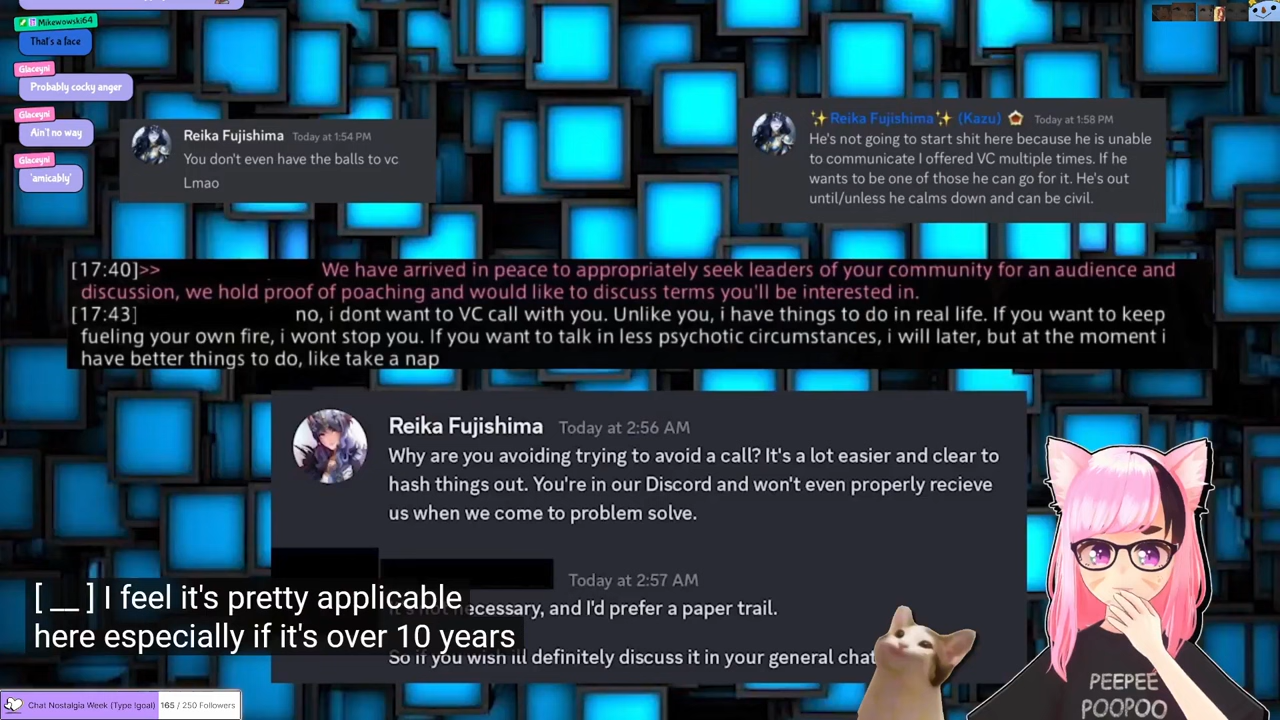 Mikewowski64
That's a face
Glaceyni
Probably cocky anger
Glaceyni
Ain't no way
Glaceyni
'amicably'
Reika Fujishima Today at 1:54 PM
You don't even have the balls to vc
Lmao
✨Reika Fujishima✨ (Kazu) Today at 1:58 PM
He's not going to start shit here because he is unable
to communicate I offered VC multiple times. If he
wants to be one of those he can go for it. He's out
until/unless he calms down and can be civil.
[17:40]>> We have arrived in peace to appropriately seek leaders of your community for an audience and
discussion, we hold proof of poaching and would like to discuss terms you'll be interested in.
[17:43] no, i dont want to VC call with you. Unlike you, i have things to do in real life. If you want to keep
fueling your own fire, i wont stop you. If you want to talk in less psychotic circumstances, i will later, but at the moment i
have better things to do, like take a nap
Reika Fujishima Today at 2:56 AM
Why are you avoiding trying to avoid a call? It's a lot easier and clear to
hash things out. You're in our Discord and won't even properly recieve
us when we come to problem solve.
Today at 2:57 AM
necessary, and I'd prefer a paper trail.
So if you wish ill definitely discuss it in your general chat
[ __ ] I feel it's pretty applicable
here especially if it's over 10 years
PEEPEE
POOPOO
Chat Nostalgia Week (Type !goal) 165 / 250 Followers